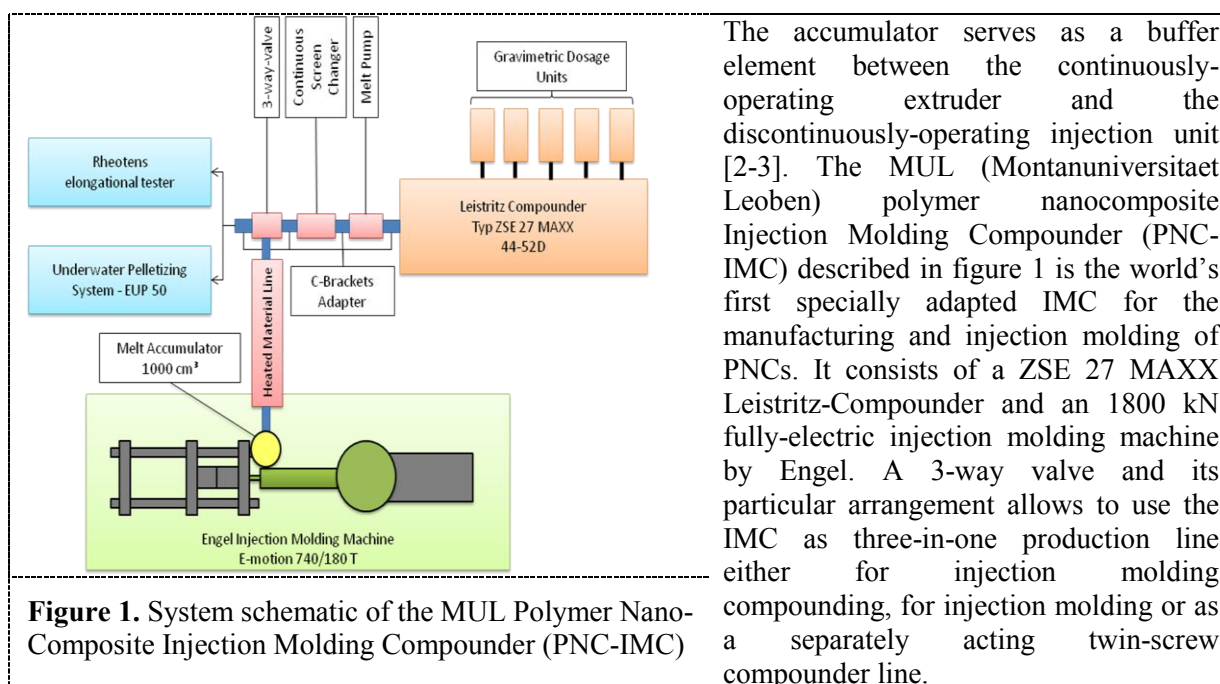 3-way-valve
Continuous
Screen
Changer
Melt Pump
Gravimetric Dosage
Units
Rheotens
elongational tester
Leistritz Compounder
Typ ZSE 27 MAXX
44-52D
Underwater Pelletizing
System - EUP 50
C-Brackets
Adapter
Heated Material Line
Melt Accumulator
1000 cm³
Engel Injection Molding Machine
E-motion 740/180 T
Figure 1. System schematic of the MUL Polymer Nano-
Composite Injection Molding Compounder (PNC-IMC)
The accumulator serves as a buffer
element between the continuously-
operating extruder and the
discontinuously-operating injection unit
[2-3]. The MUL (Montanuniversitaet
Leoben) polymer nanocomposite
Injection Molding Compounder (PNC-
IMC) described in figure 1 is the world's
first specially adapted IMC for the
manufacturing and injection molding of
PNCs. It consists of a ZSE 27 MAXX
Leistritz-Compounder and an 1800 kN
fully-electric injection molding machine
by Engel. A 3-way valve and its
particular arrangement allows to use the
IMC as three-in-one production line
either for injection molding
compounding, for injection molding or as
a separately acting twin-screw
compounder line.